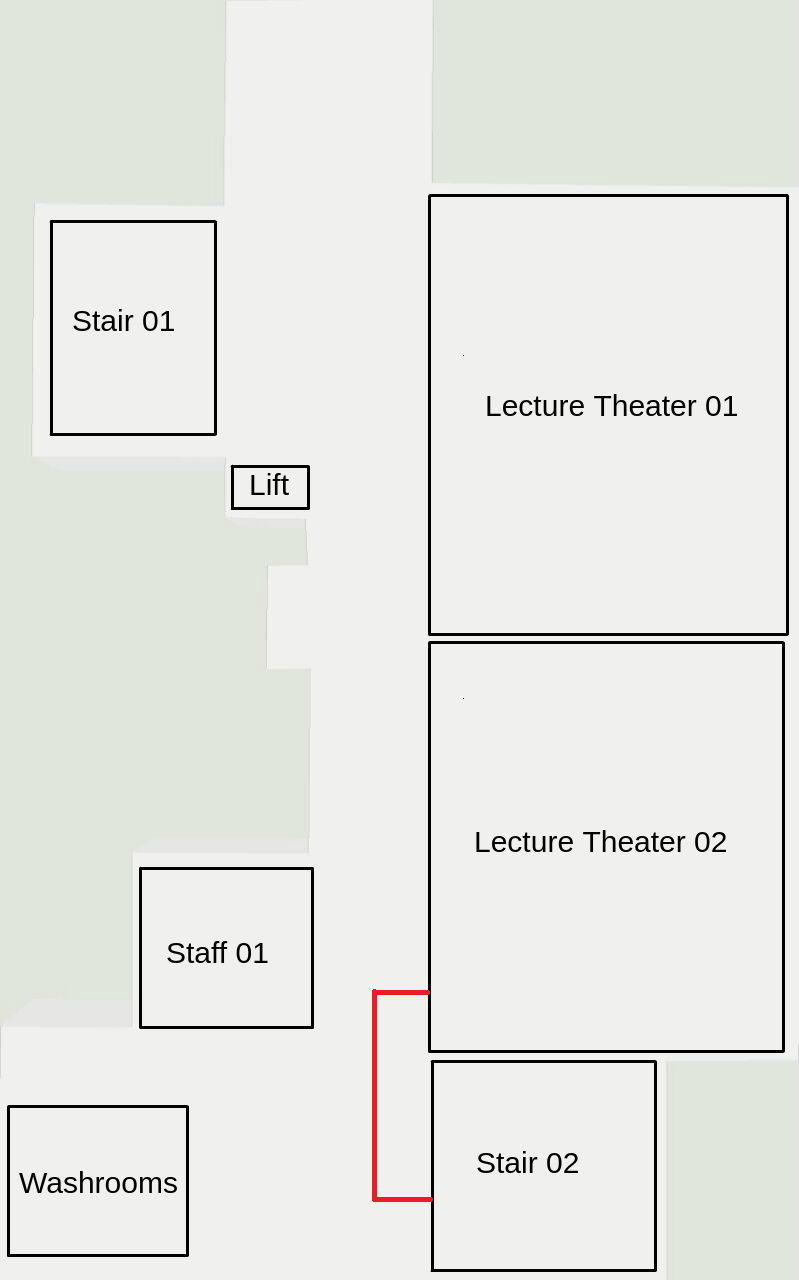 Stair 01
Lecture Theater 01
Lift
Lecture Theater 02
Staff 01
Stair 02
Washrooms